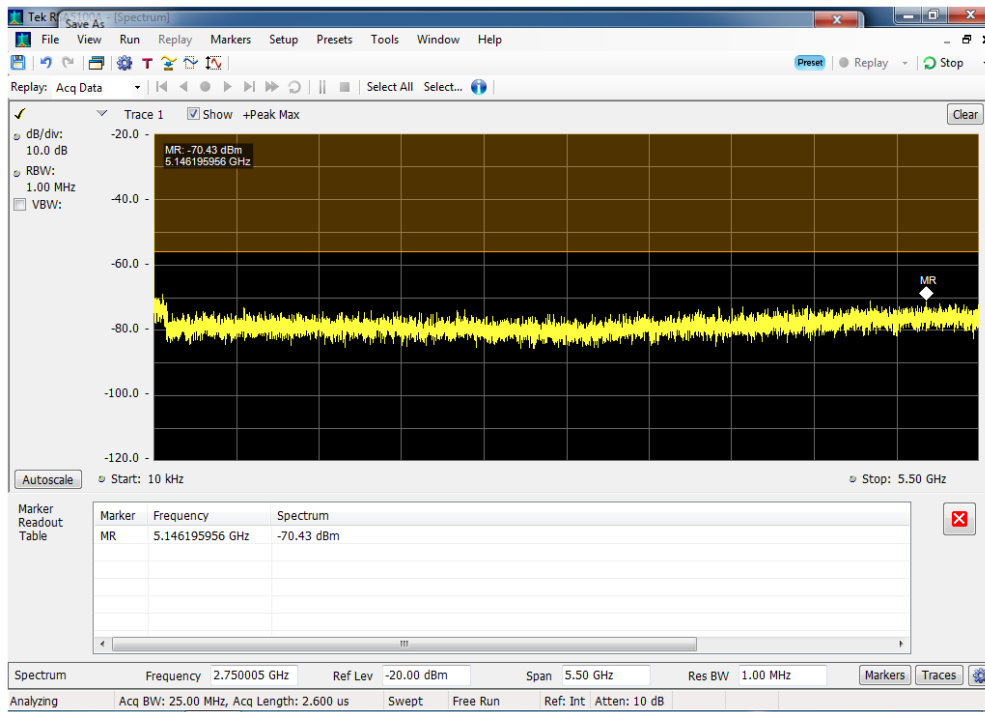 Tek RSA5100A - [Spectrum]
Save As
File View Run Replay Markers Setup Presets Tools Window Help
Preset Replay Stop
Replay: Acq Data Select All Select...
Trace 1 Show +Peak Max Clear
dB/div:
10.0 dB
RBW:
1.00 MHz
VBW:
-20.0
MR: -70.43 dBm
5.146195956 GHz
-40.0
-60.0
MR
-80.0
-100.0
-120.0
Autoscale Start: 10 kHz Stop: 5.50 GHz
Marker
Readout
Table
Marker Frequency Spectrum
MR 5.146195956 GHz -70.43 dBm
Spectrum Frequency 2.750005 GHz Ref Lev -20.00 dBm Span 5.50 GHz Res BW 1.00 MHz Markers Traces
Analyzing Acq BW: 25.00 MHz, Acq Length: 2.600 us Swept Free Run Ref: Int Atten: 10 dB